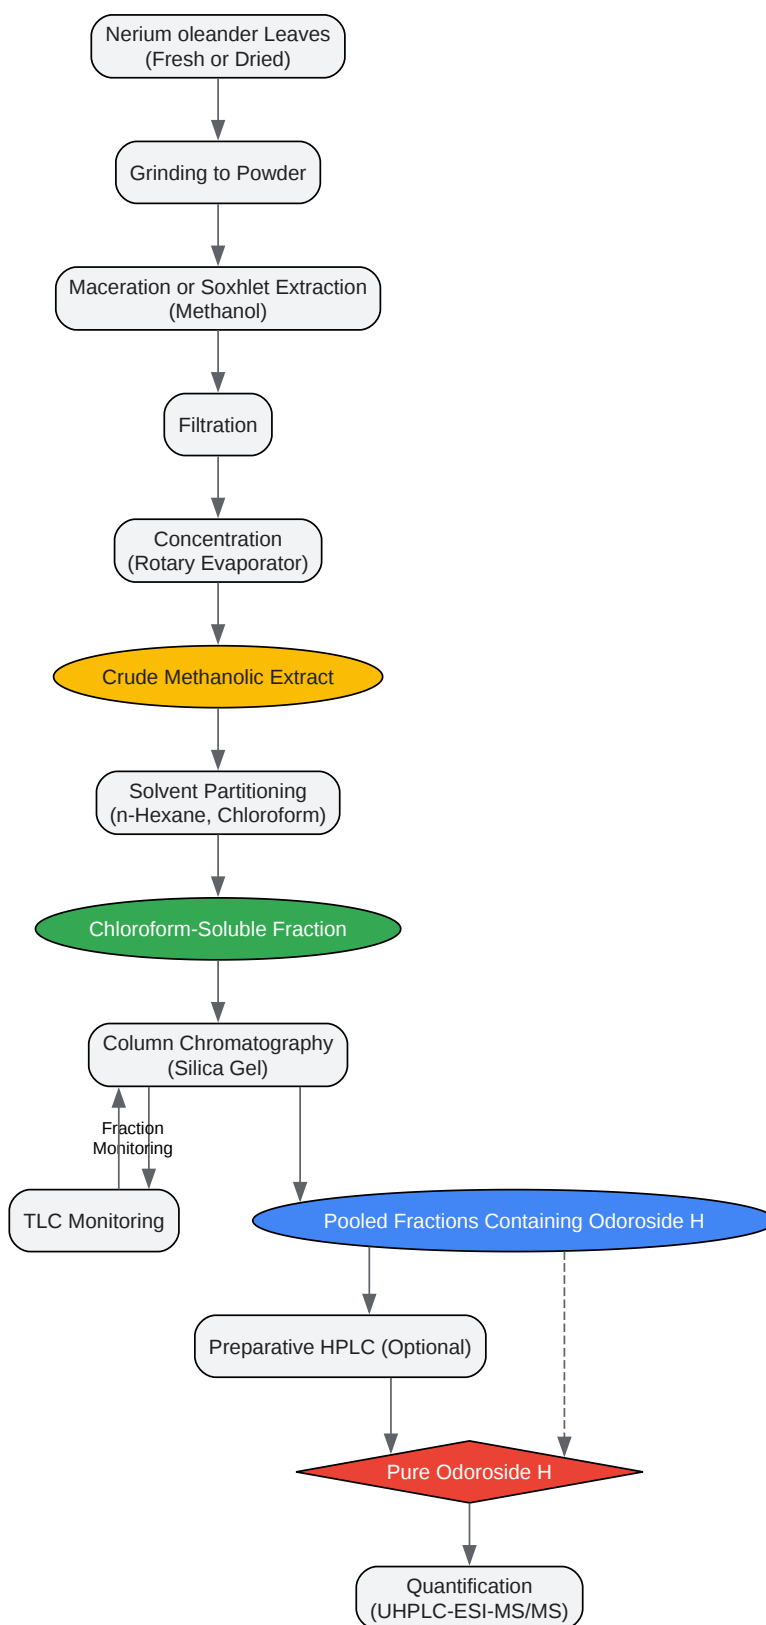 Nerium oleander Leaves
(Fresh or Dried)
Grinding to Powder
Maceration or Soxhlet Extraction
(Methanol)
Filtration
Concentration
(Rotary Evaporator)
Crude Methanolic Extract
Solvent Partitioning
(n-Hexane, Chloroform)
Chloroform-Soluble Fraction
Column Chromatography
(Silica Gel)
Fraction
Monitoring
TLC Monitoring
Pooled Fractions Containing Odoroside H
Preparative HPLC (Optional)
Pure Odoroside H
Quantification
(UHPLC-ESI-MS/MS)